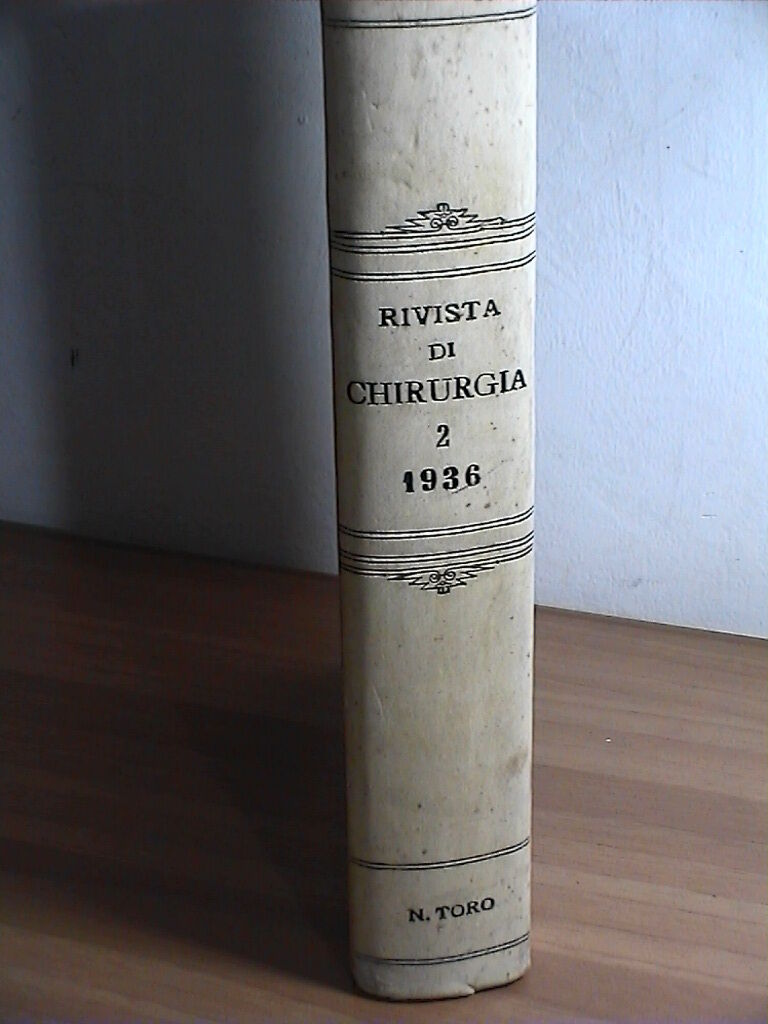 RIVISTA
DI
CHIRURGIA
2
1936
N. TORO